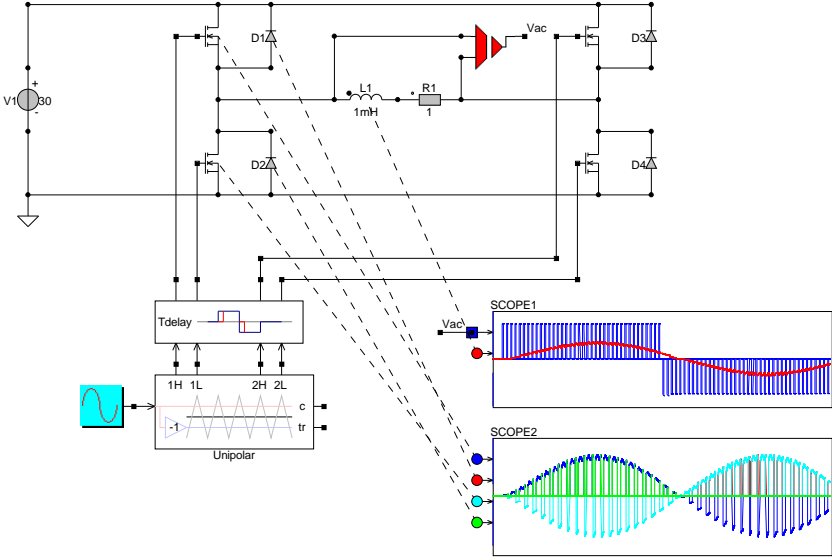 D1
Vac
D3
V1
+
30
-
L1
1mH
R1
1
D2
D4
Tdelay
SCOPE1
Vac
1H 1L 2H 2L
c
-1
tr
Unipolar
SCOPE2